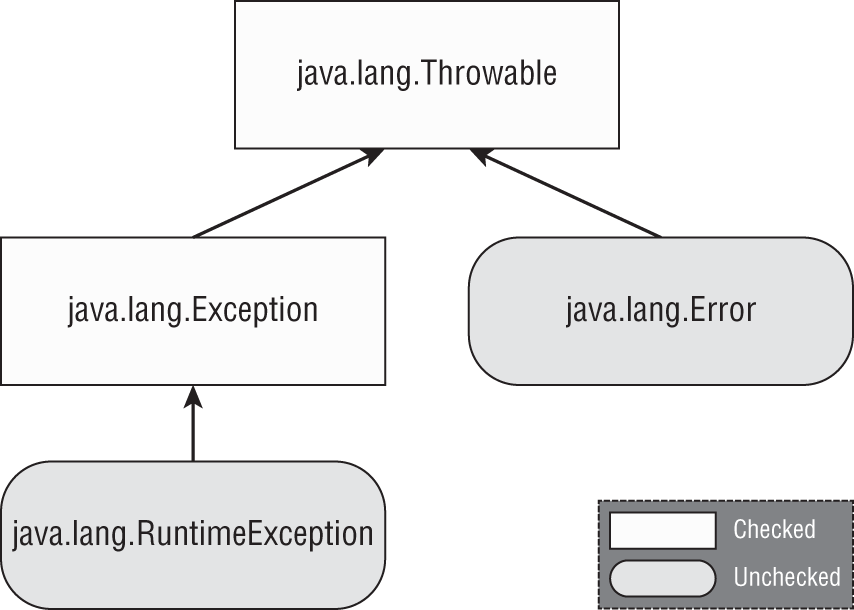 java.lang.Throwable
java.lang.Exception
java.lang.Error
java.lang.RuntimeException
Checked
Unchecked